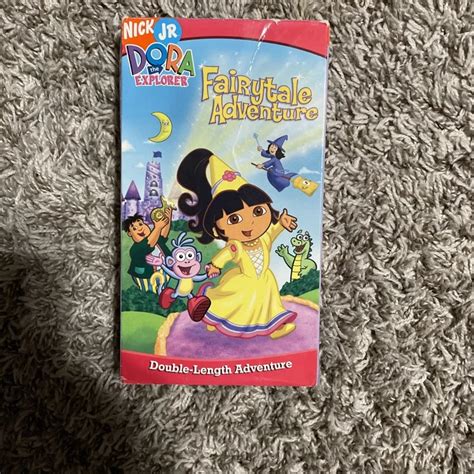 NICK JR
DORA
the
EXPLORER
Fairytale
Adventure
Double-Length Adventure